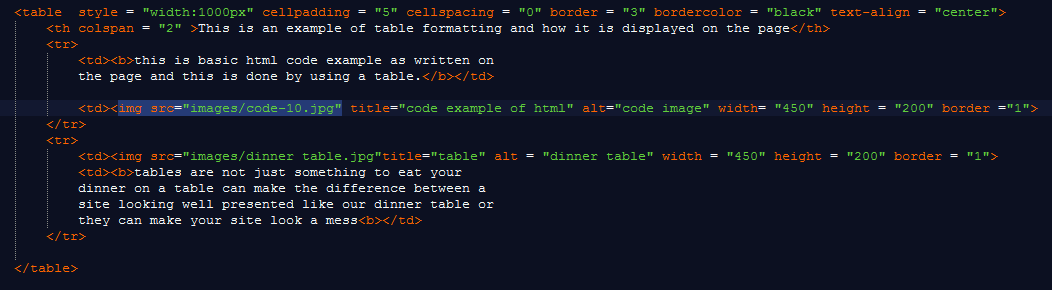 <table  style = "width:1000px" cellpadding = "5" cellspacing = "0" border = "3" bordercolor = "black" text-align = "center">
    <th colspan = "2" >This is an example of table formatting and how it is displayed on the page</th>
    <tr>
        <td><b>this is basic html code example as written on
        the page and this is done by using a table.</b></td>

        <td><img src="images/code-10.jpg" title="code example of html" alt="code image" width= "450" height = "200" border ="1">
    </tr>
    <tr>
        <td><img src="images/dinner table.jpg"title="table" alt = "dinner table" width = "450" height = "200" border = "1">
        <td><b>tables are not just something to eat your
        dinner on a table can make the difference between a
        site looking well presented like our dinner table or
        they can make your site look a mess<b></td>
    </tr>

</table>